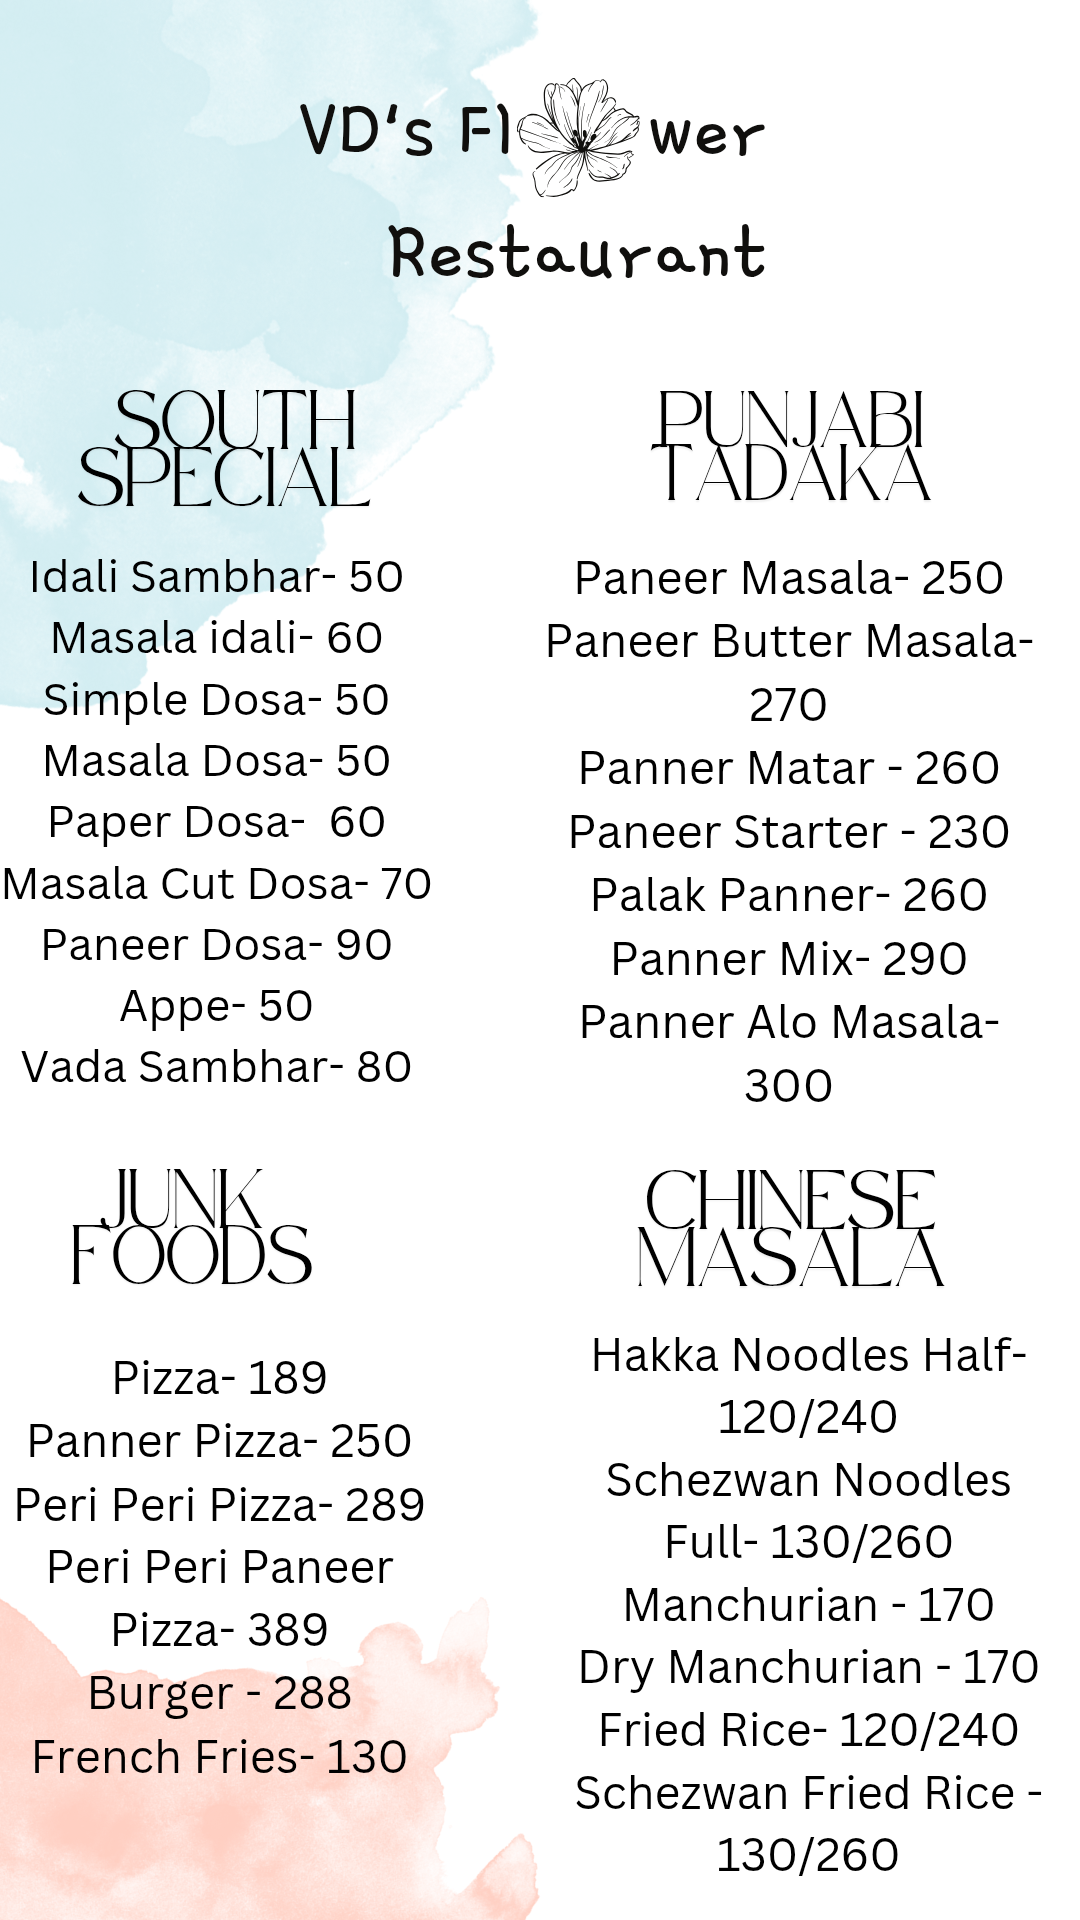 VD's Flower
Restaurant
SOUTH
SPECIAL
Idali Sambhar- 50
Masala idali- 60
Simple Dosa- 50
Masala Dosa- 50
Paper Dosa-  60
Masala Cut Dosa- 70
Paneer Dosa- 90
Appe- 50
Vada Sambhar- 80
PUNJABI
TADAKA
Paneer Masala- 250
Paneer Butter Masala-
270
Panner Matar - 260
Paneer Starter - 230
Palak Panner- 260
Panner Mix- 290
Panner Alo Masala-
300
JUNK
FOODS
Pizza- 189
Panner Pizza- 250
Peri Peri Pizza- 289
Peri Peri Paneer
Pizza- 389
Burger - 288
French Fries- 130
CHINESE
MASALA
Hakka Noodles Half-
120/240
Schezwan Noodles
Full- 130/260
Manchurian - 170
Dry Manchurian - 170
Fried Rice- 120/240
Schezwan Fried Rice -
130/260